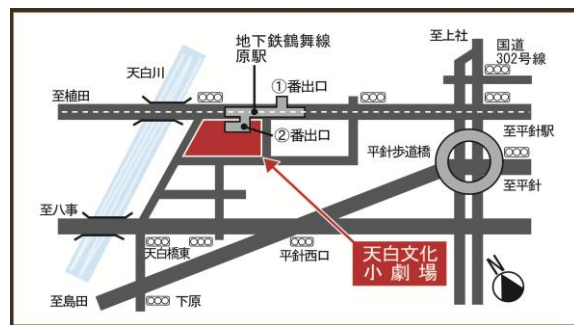 至上社
国道
302号線
地下鉄鶴舞線
原駅
天白川
①番出口
至植田
至平針駅
②番出口
平針歩道橋
至平針
至八事
天白橋東
平針西口
天白文化
小劇場
至島田
下原
N